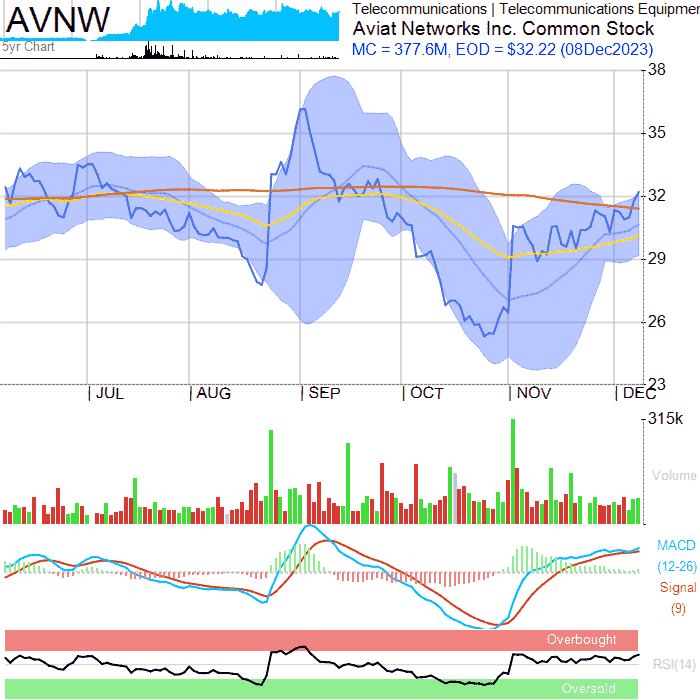 AVNW
5yr Chart
Telecommunications | Telecommunications Equipmen
Aviat Networks Inc. Common Stock
MC = 377.6M, EOD = $32.22 (08Dec2023)
38
35
32
29
26
23
JUL AUG SEP OCT NOV DEC
315k
Volume
MACD
(12-26)
Signal
(9)
Overbought
RSI(14)
Oversold